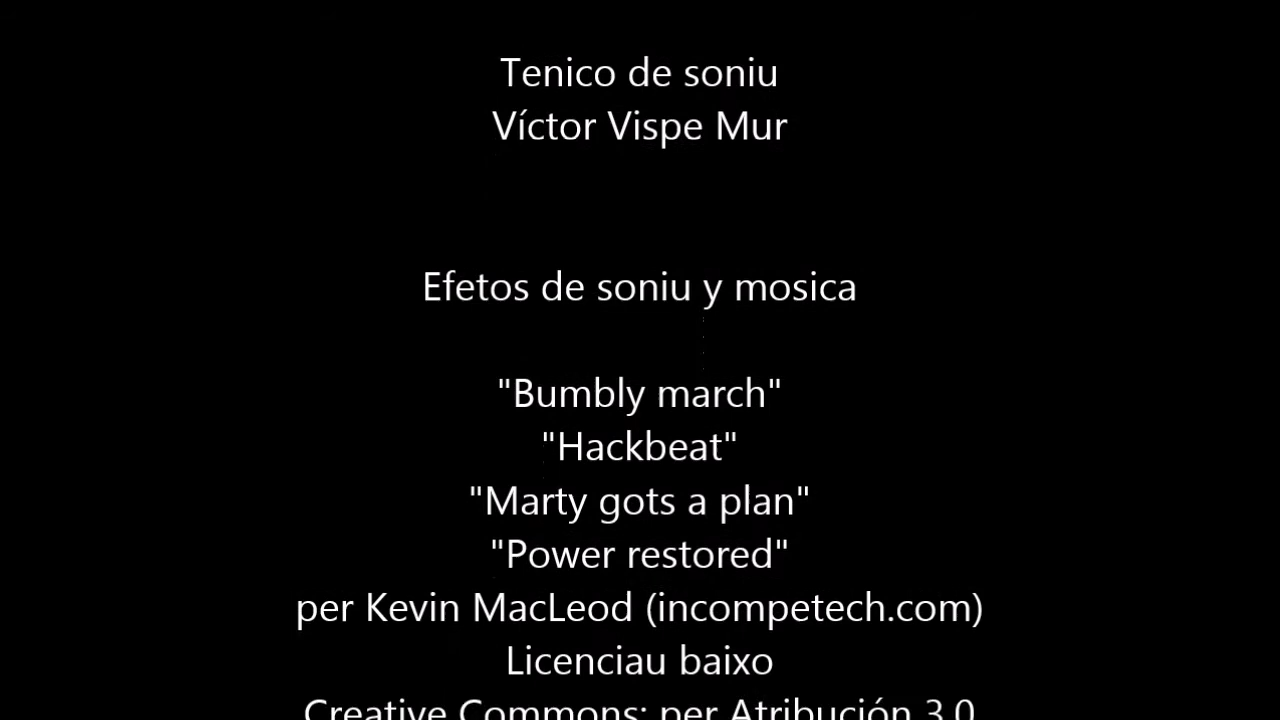 Tenico de soniu
Víctor Vispe Mur
Efetos de soniu y mosica
"Bumbly march"
"Hackbeat"
"Marty gots a plan"
"Power restored"
per Kevin MacLeod (incompetech.com)
Licenciau baixo
Creative Commons: per Atribución 3.0